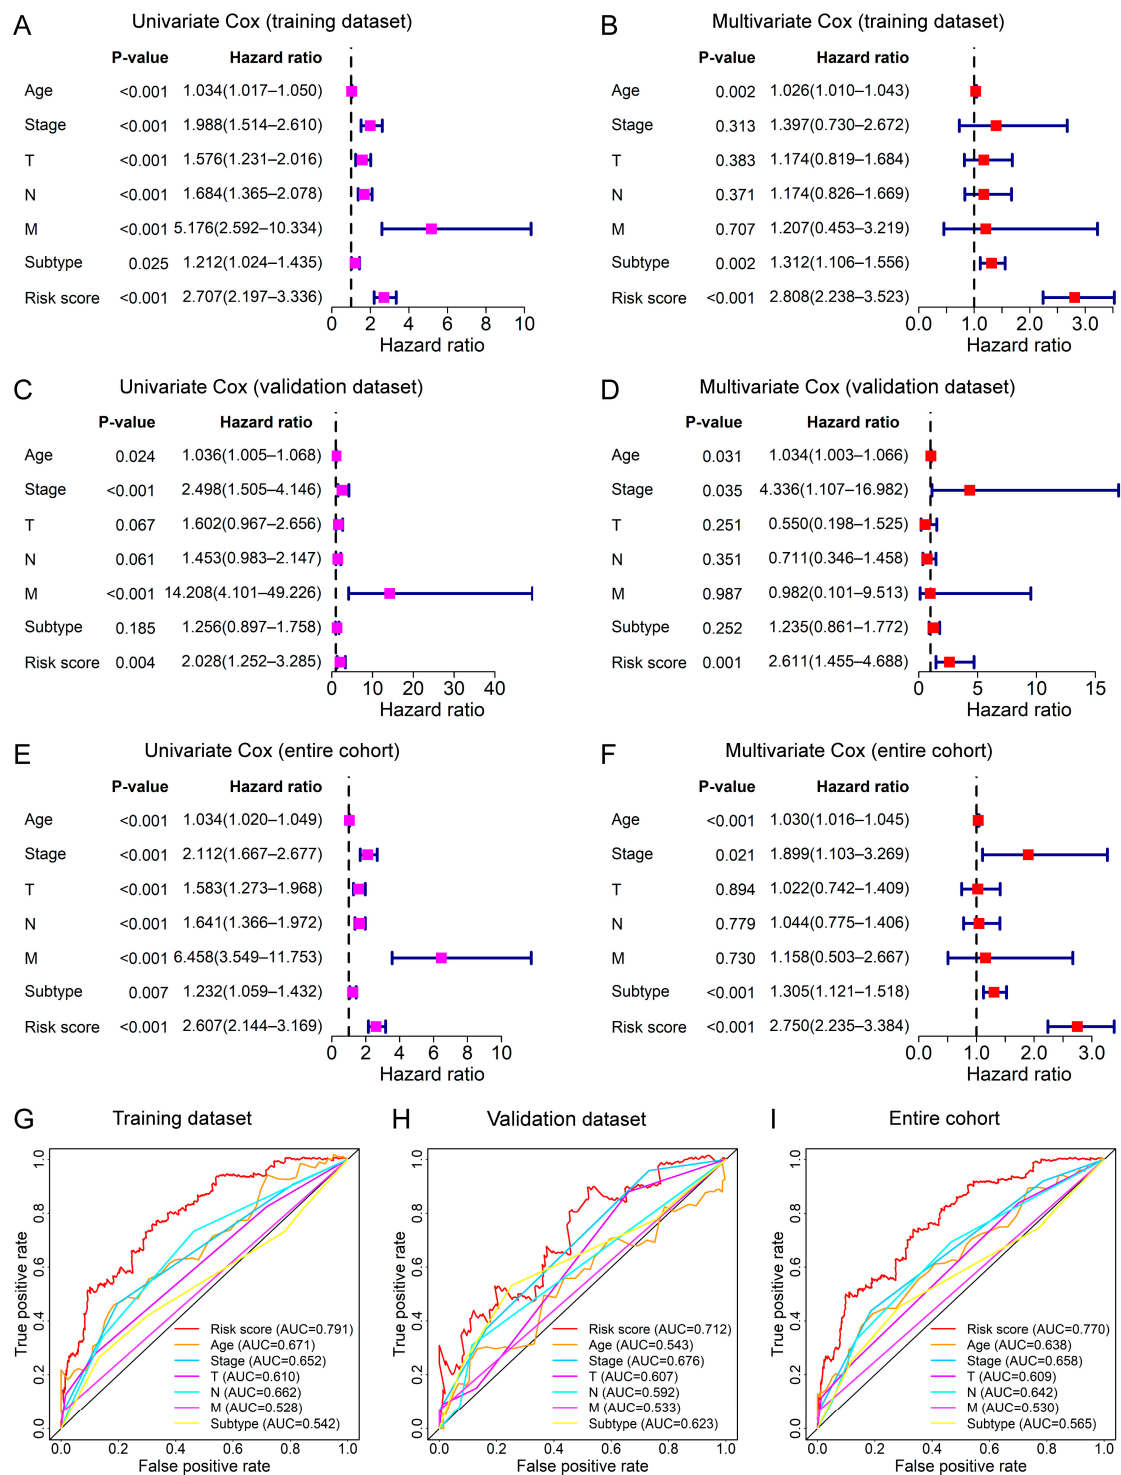 A
Univariate Cox (training dataset)
P-value Hazard ratio
Age <0.001 1.034(1.017–1.050)
Stage <0.001 1.988(1.514–2.610)
T <0.001 1.576(1.231–2.016)
N <0.001 1.684(1.365–2.078)
M <0.001 5.176(2.592–10.334)
Subtype 0.025 1.212(1.024–1.435)
Risk score <0.001 2.707(2.197–3.336)
0 2 4 6 8 10
Hazard ratio
B
Multivariate Cox (training dataset)
P-value Hazard ratio
Age 0.002 1.026(1.010–1.043)
Stage 0.313 1.397(0.730–2.672)
T 0.383 1.174(0.819–1.684)
N 0.371 1.174(0.826–1.669)
M 0.707 1.207(0.453–3.219)
Subtype 0.002 1.312(1.106–1.556)
Risk score <0.001 2.808(2.238–3.523)
0.0 1.0 2.0 3.0
Hazard ratio
C
Univariate Cox (validation dataset)
P-value Hazard ratio
Age 0.024 1.036(1.005–1.068)
Stage <0.001 2.498(1.505–4.146)
T 0.067 1.602(0.967–2.656)
N 0.061 1.453(0.983–2.147)
M <0.001 14.208(4.101–49.226)
Subtype 0.185 1.256(0.897–1.758)
Risk score 0.004 2.028(1.252–3.285)
0 10 20 30 40
Hazard ratio
D
Multivariate Cox (validation dataset)
P-value Hazard ratio
Age 0.031 1.034(1.003–1.066)
Stage 0.035 4.336(1.107–16.982)
T 0.251 0.550(0.198–1.525)
N 0.351 0.711(0.346–1.458)
M 0.987 0.982(0.101–9.513)
Subtype 0.252 1.235(0.861–1.772)
Risk score 0.001 2.611(1.455–4.688)
0 5 10 15
Hazard ratio
E
Univariate Cox (entire cohort)
P-value Hazard ratio
Age <0.001 1.034(1.020–1.049)
Stage <0.001 2.112(1.667–2.677)
T <0.001 1.583(1.273–1.968)
N <0.001 1.641(1.366–1.972)
M <0.001 6.458(3.549–11.753)
Subtype 0.007 1.232(1.059–1.432)
Risk score <0.001 2.607(2.144–3.169)
0 2 4 6 8 10
Hazard ratio
F
Multivariate Cox (entire cohort)
P-value Hazard ratio
Age <0.001 1.030(1.016–1.045)
Stage 0.021 1.899(1.103–3.269)
T 0.894 1.022(0.742–1.409)
N 0.779 1.044(0.775–1.406)
M 0.730 1.158(0.503–2.667)
Subtype <0.001 1.305(1.121–1.518)
Risk score <0.001 2.750(2.235–3.384)
0.0 1.0 2.0 3.0
Hazard ratio
G
Training dataset
True positive rate
1.0
0.8
0.6
0.4
0.2
0.0
Risk score (AUC=0.791)
Age (AUC=0.671)
Stage (AUC=0.652)
T (AUC=0.610)
N (AUC=0.662)
M (AUC=0.528)
Subtype (AUC=0.542)
0.0 0.2 0.4 0.6 0.8 1.0
False positive rate
H
Validation dataset
True positive rate
1.0
0.8
0.6
0.4
0.2
0.0
Risk score (AUC=0.712)
Age (AUC=0.543)
Stage (AUC=0.676)
T (AUC=0.607)
N (AUC=0.592)
M (AUC=0.533)
Subtype (AUC=0.623)
0.0 0.2 0.4 0.6 0.8 1.0
False positive rate
I
Entire cohort
True positive rate
1.0
0.8
0.6
0.4
0.2
0.0
Risk score (AUC=0.770)
Age (AUC=0.638)
Stage (AUC=0.658)
T (AUC=0.609)
N (AUC=0.642)
M (AUC=0.530)
Subtype (AUC=0.565)
0.0 0.2 0.4 0.6 0.8 1.0
False positive rate